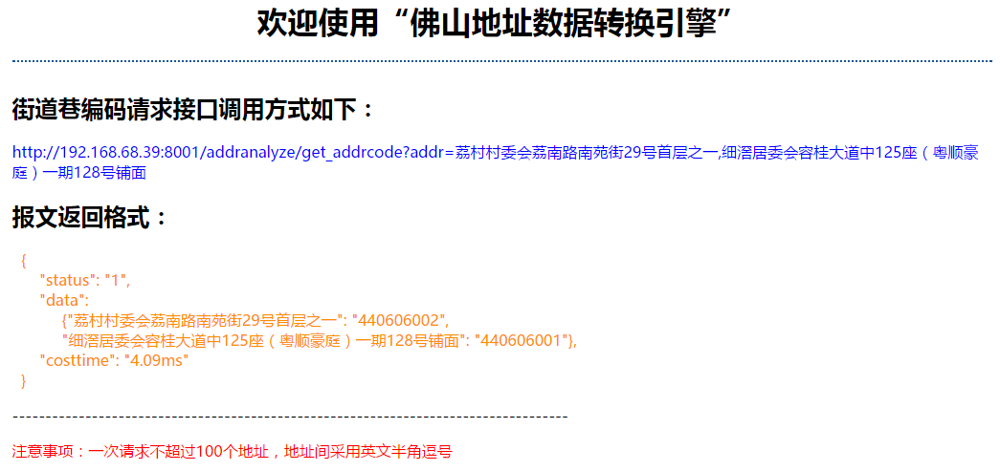 欢迎使用“佛山地址数据转换引擎”
街道巷编码请求接口调用方式如下：
http://192.168.68.39:8001/addranalyze/get_addrcode?addr=荔村村委会荔南路南苑街29号首层之一,细滘居委会容桂大道中125座（粤顺豪
庭）一期128号铺面
报文返回格式：
{
"status": "1",
"data":
{"荔村村委会荔南路南苑街29号首层之一": "440606002",
"细滘居委会容桂大道中125座（粤顺豪庭）一期128号铺面": "440606001"},
"costtime": "4.09ms"
}
------------------------------------------------------------------------------------
注意事项：一次请求不超过100个地址，地址间采用英文半角逗号